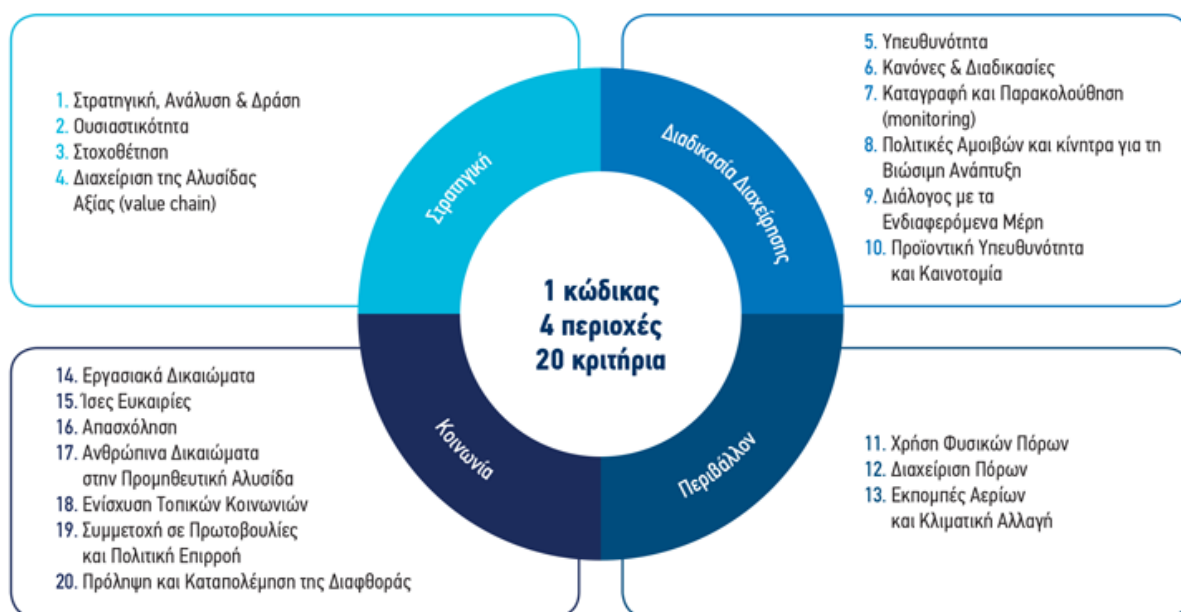 1. Στρατηγική, Ανάλυση & Δράση
2. Ουσιαστικότητα
3. Στοχοθέτηση
4. Διαχείριση της Αλυσίδας
Αξίας (value chain)
5. Υπευθυνότητα
6. Κανόνες & Διαδικασίες
7. Καταγραφή και Παρακολούθηση
(monitoring)
8. Πολιτικές Αμοιβών και κίνητρα για τη
Βιώσιμη Ανάπτυξη
9. Διάλογος με τα
Ενδιαφερόμενα Μέρη
10. Προϊοντική Υπευθυνότητα
και Καινοτομία
Στρατηγική
Διαδικασία Διαχείρησης
1 κώδικας
4 περιοχές
20 κριτήρια
Κοινωνία
Περιβάλλον
14. Εργασιακά Δικαιώματα
15. Ίσες Ευκαιρίες
16. Απασχόληση
17. Ανθρώπινα Δικαιώματα
στην Προμηθευτική Αλυσίδα
18. Ενίσχυση Τοπικών Κοινωνιών
19. Συμμετοχή σε Πρωτοβουλίες
και Πολιτική Επιρροή
20. Πρόληψη και Καταπολέμηση της Διαφθοράς
11. Χρήση Φυσικών Πόρων
12. Διαχείριση Πόρων
13. Εκπομπές Αερίων
και Κλιματική Αλλαγή